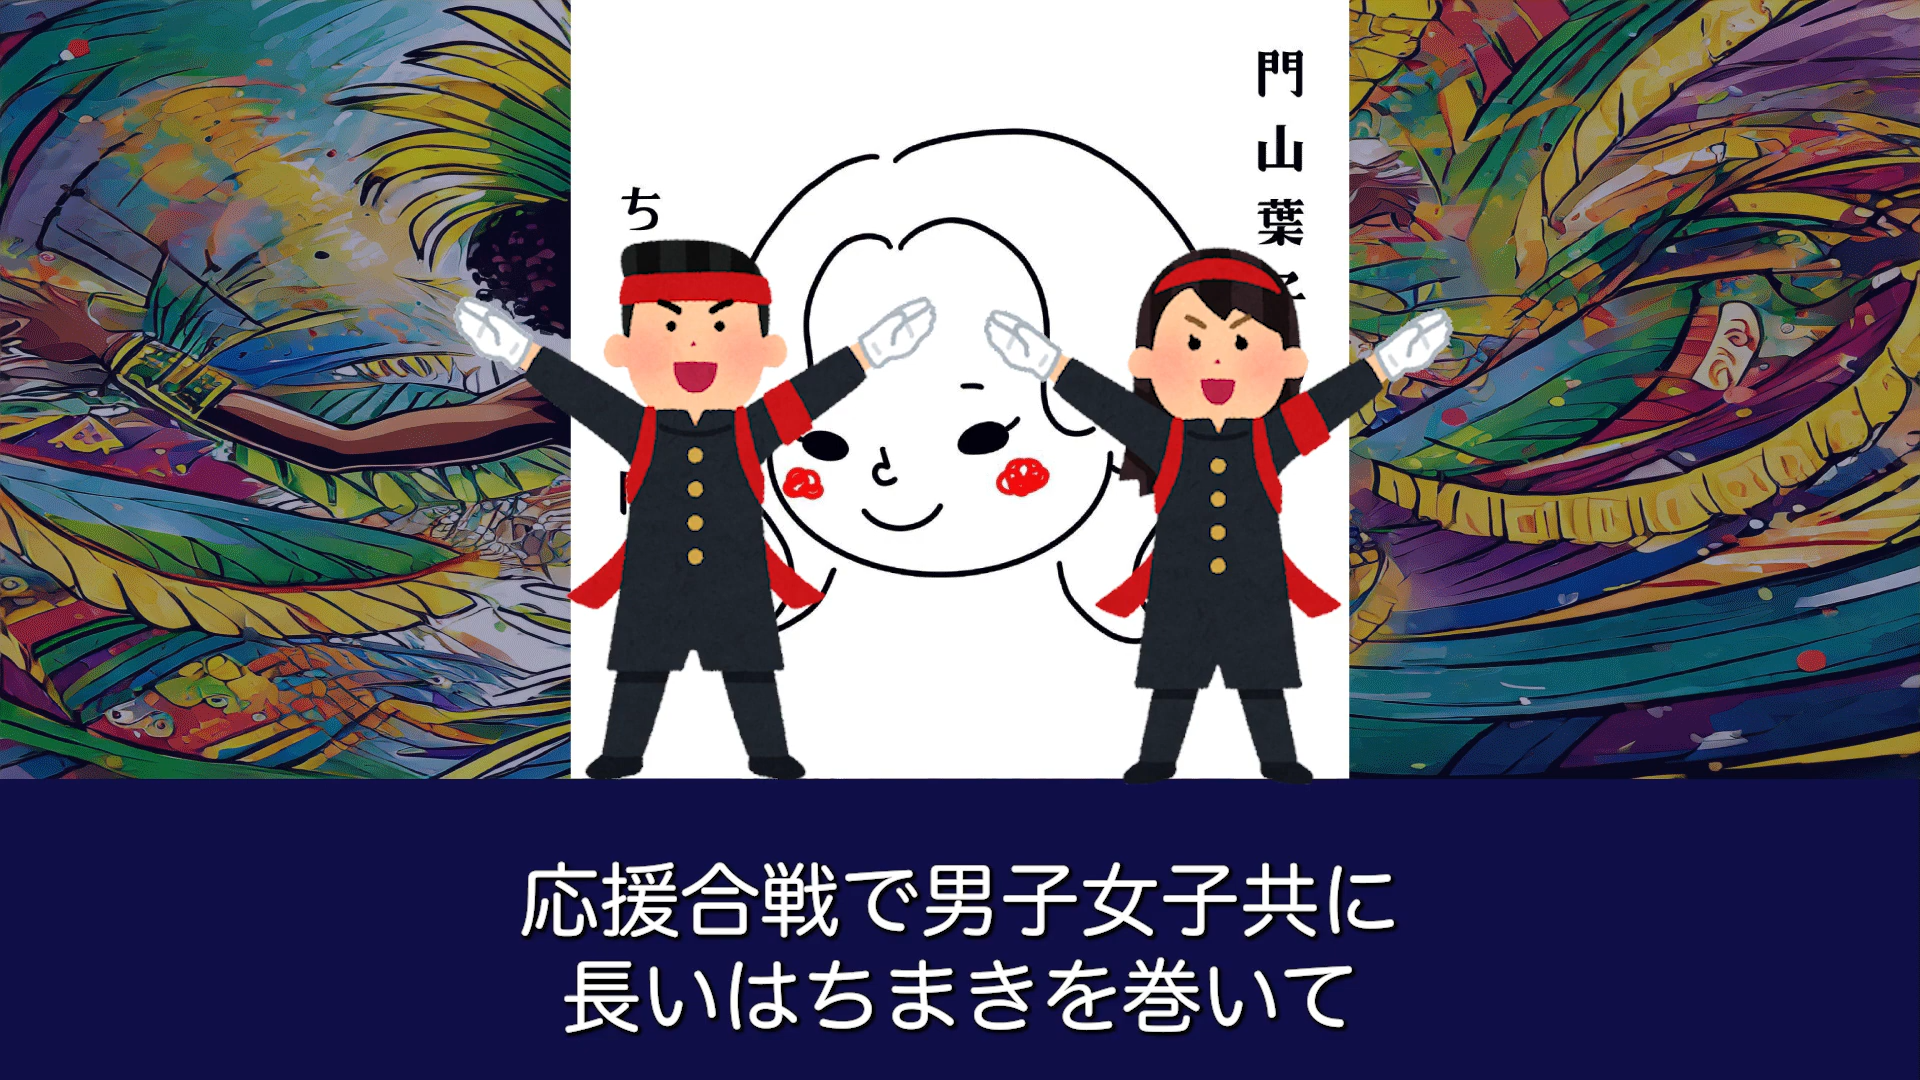 門山葉子
ち
応援合戦で男子女子共に
長いはちまきを巻いて